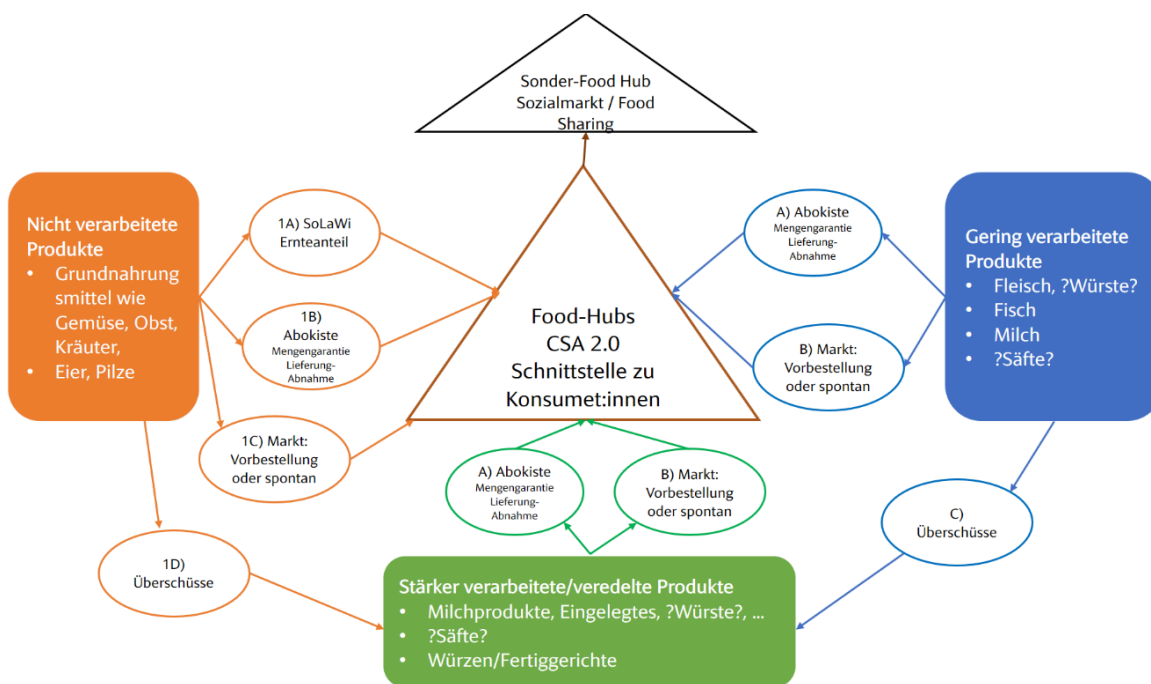 Sonder-Food Hub
Sozialmarkt / Food
Sharing
Nicht verarbeitete
Produkte
• Grundnahrung
smittel wie
Gemüse, Obst,
Kräuter,
• Eier, Pilze
1A) SoLaWi
Ernteanteil
1B)
Abokiste
Mengengarantie
Lieferung-
Abnahme
1C) Markt:
Vorbestellung
oder spontan
1D)
Überschüsse
Food-Hubs
CSA 2.0
Schnittstelle zu
Konsumet:innen
A) Abokiste
Mengengarantie
Lieferung-
Abnahme
B) Markt:
Vorbestellung
oder spontan
Gering verarbeitete
Produkte
• Fleisch, ?Würste?
• Fisch
• Milch
• ?Säfte?
C)
Überschüsse
A) Abokiste
Mengengarantie
Lieferung-
Abnahme
B) Markt:
Vorbestellung
oder spontan
Stärker verarbeitete/veredelte Produkte
• Milchprodukte, Eingelegtes, ?Würste?, ...
• ?Säfte?
• Würzen/Fertiggerichte